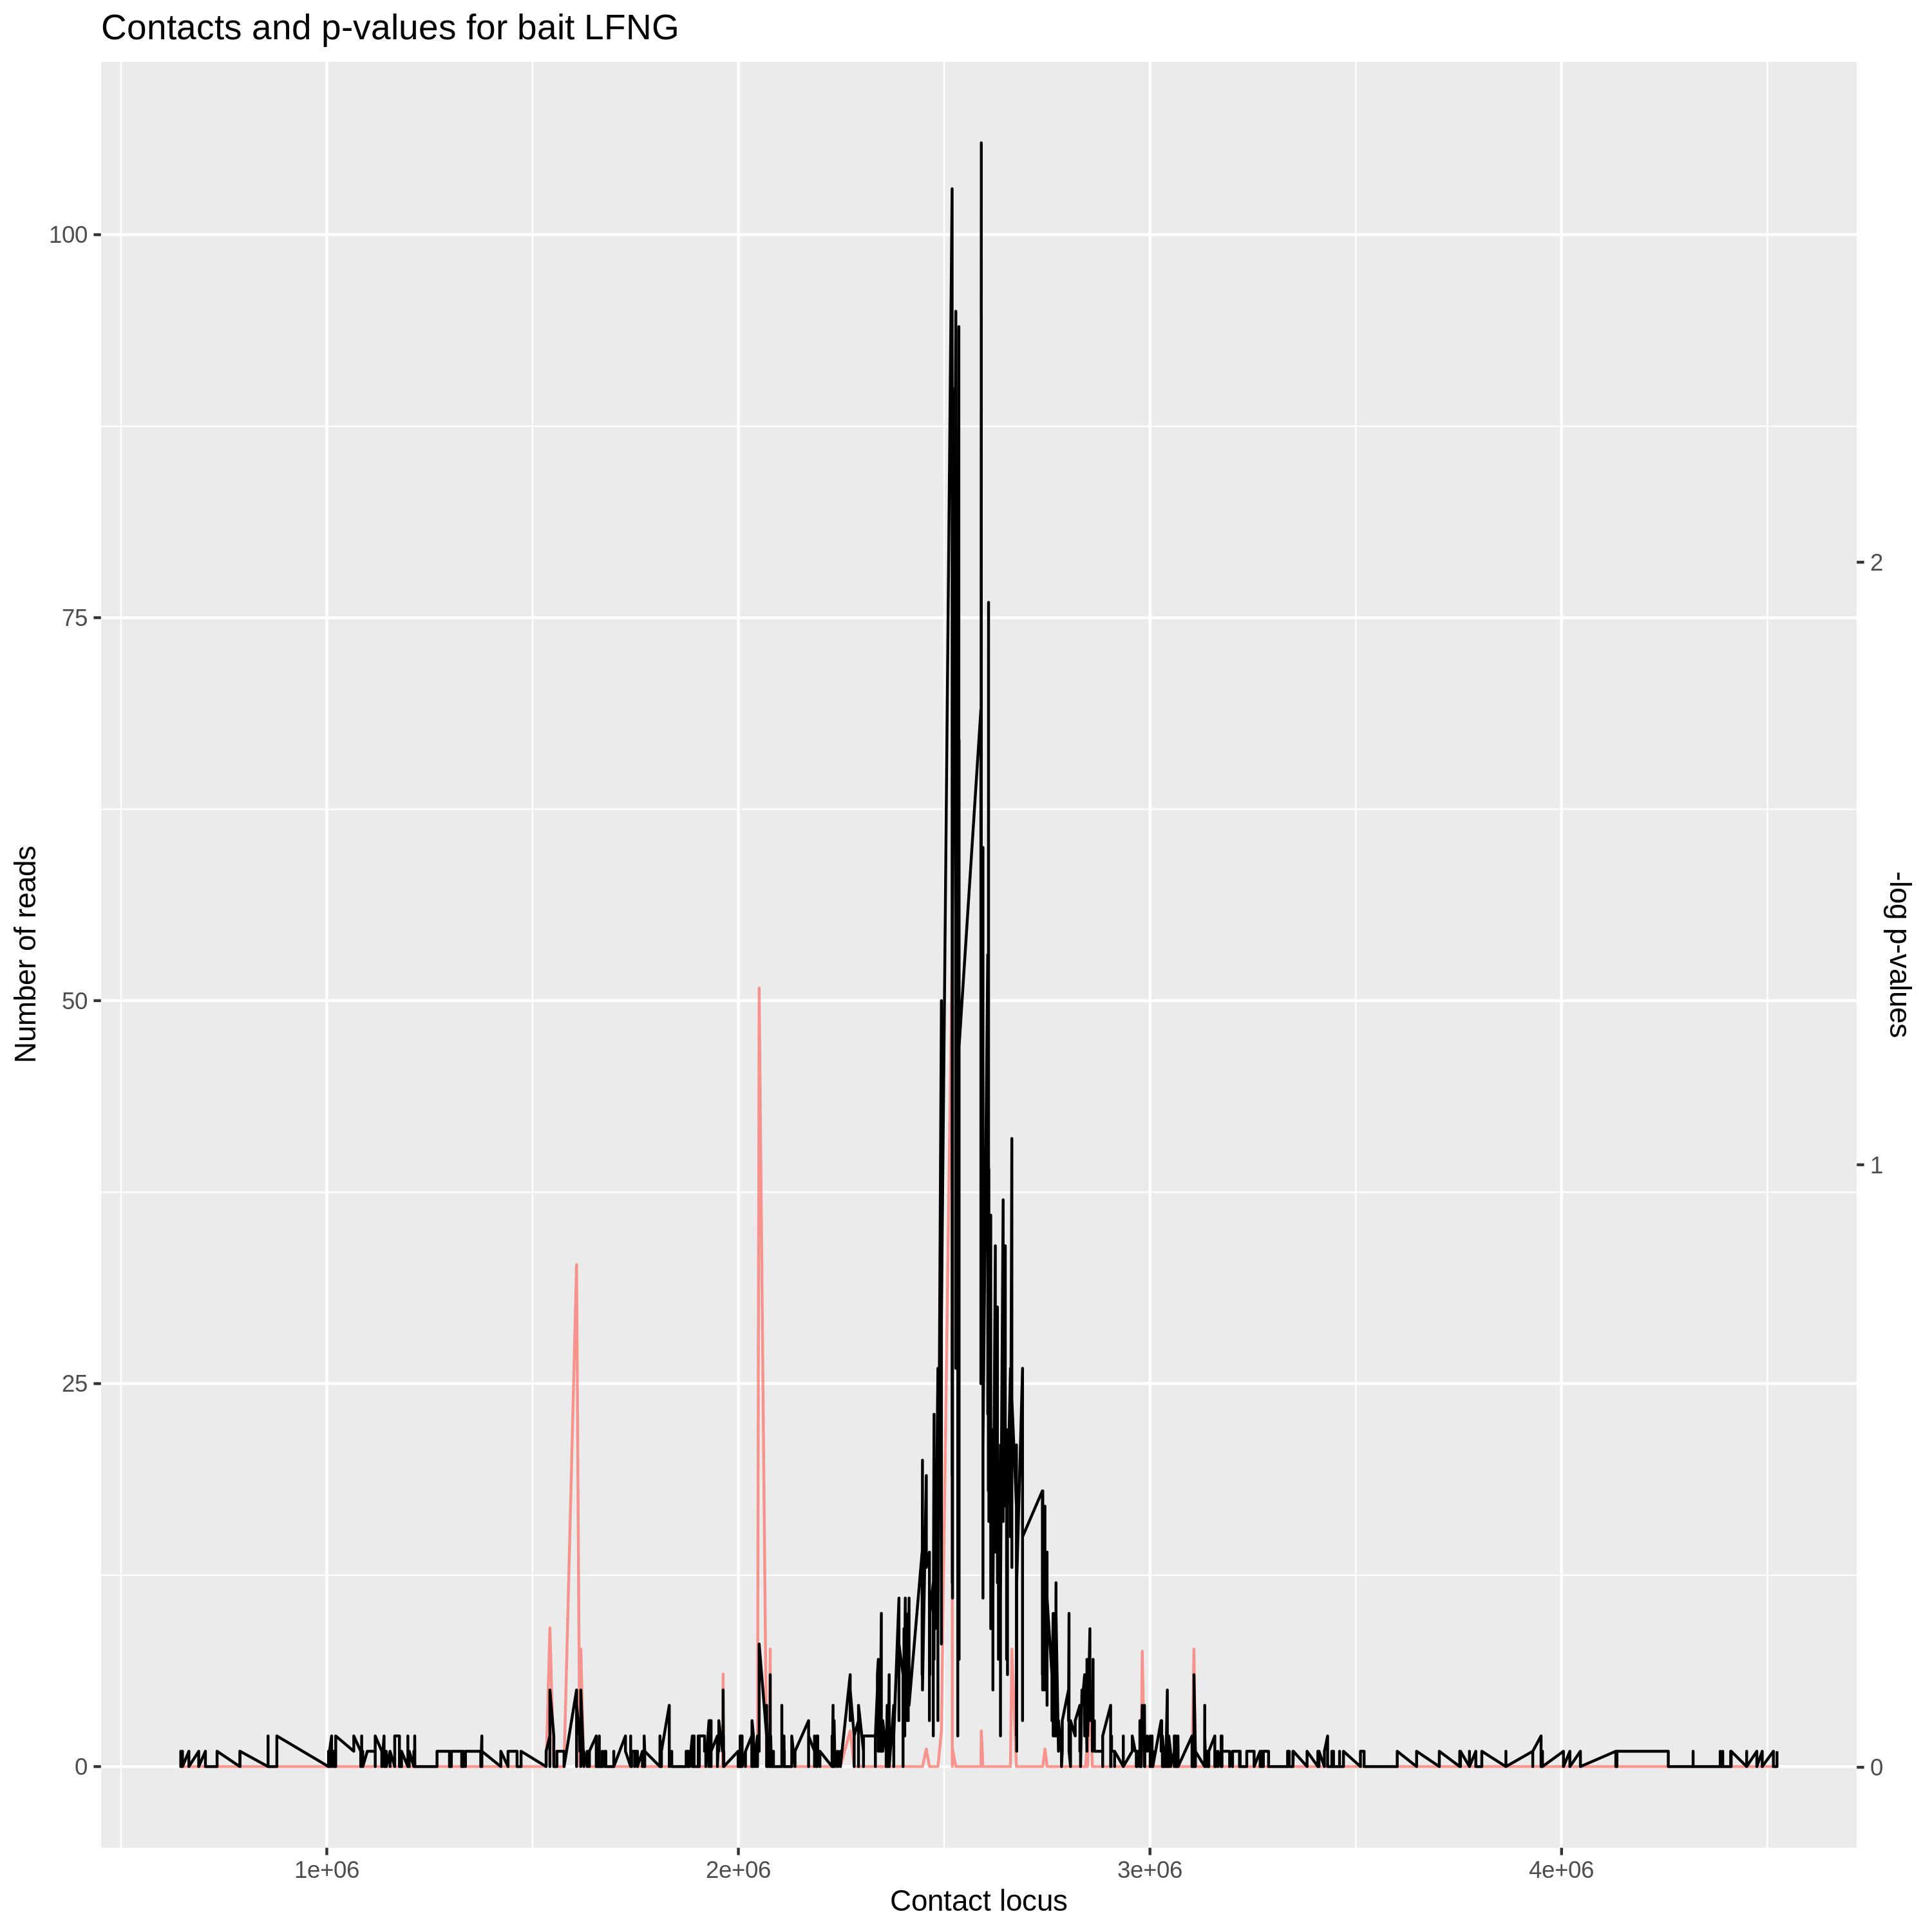 Contacts and p-values for bait LFNG
100
75
50
25
0
Number of reads
2
1
0
-log p-values
1e+06
2e+06
3e+06
4e+06
Contact locus